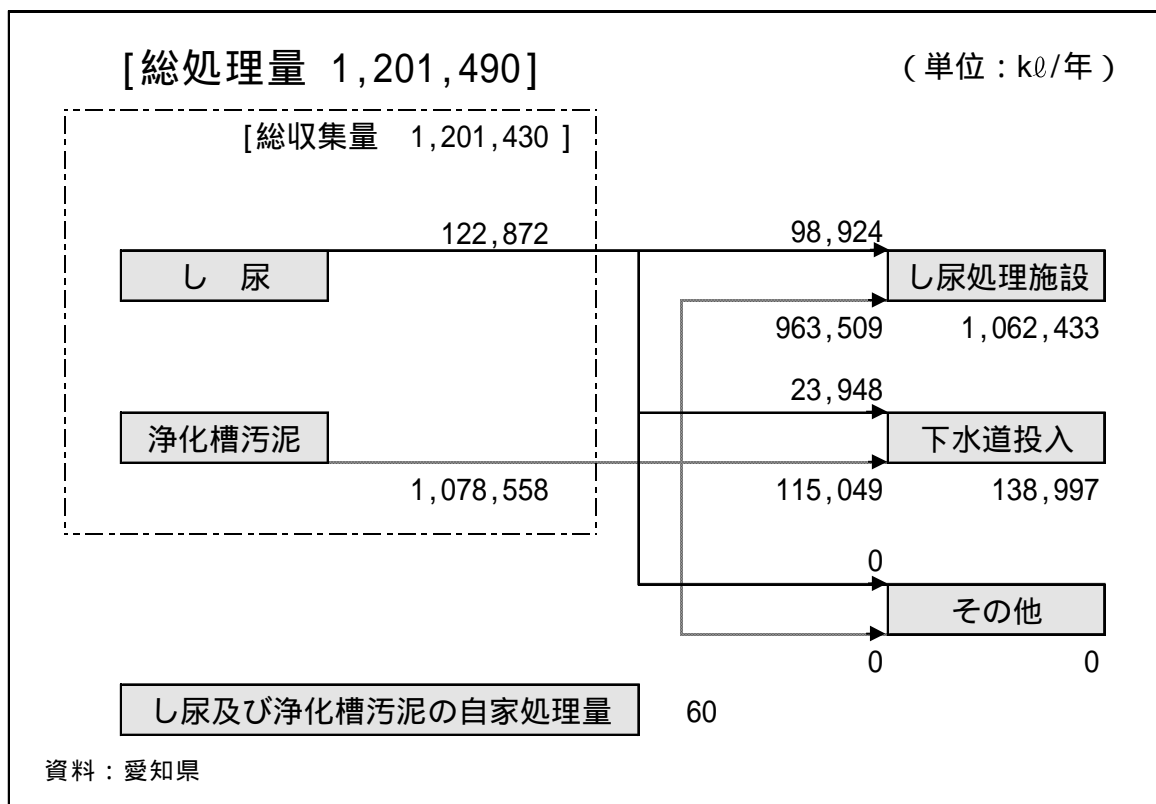 [総処理量 1,201,490]
（単位：kℓ/年）
[総収集量 1,201,430 ]
122,872
98,924
し 尿
し尿処理施設
963,509
1,062,433
23,948
浄化槽汚泥
下水道投入
1,078,558
115,049
138,997
0
その他
0
0
し尿及び浄化槽汚泥の自家処理量
60
資料：愛知県